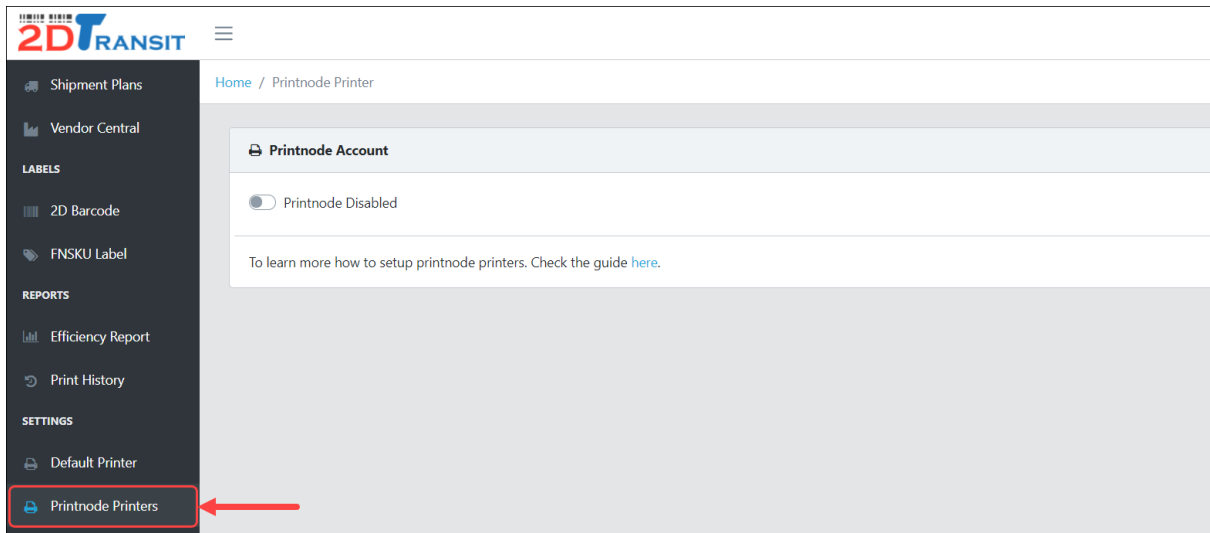 2DTRANSIT
Shipment Plans
Vendor Central
LABELS
2D Barcode
FNSKU Label
REPORTS
Efficiency Report
Print History
SETTINGS
Default Printer
Printnode Printers
Home / Printnode Printer
Printnode Account
Printnode Disabled
To learn more how to setup printnode printers. Check the guide here.